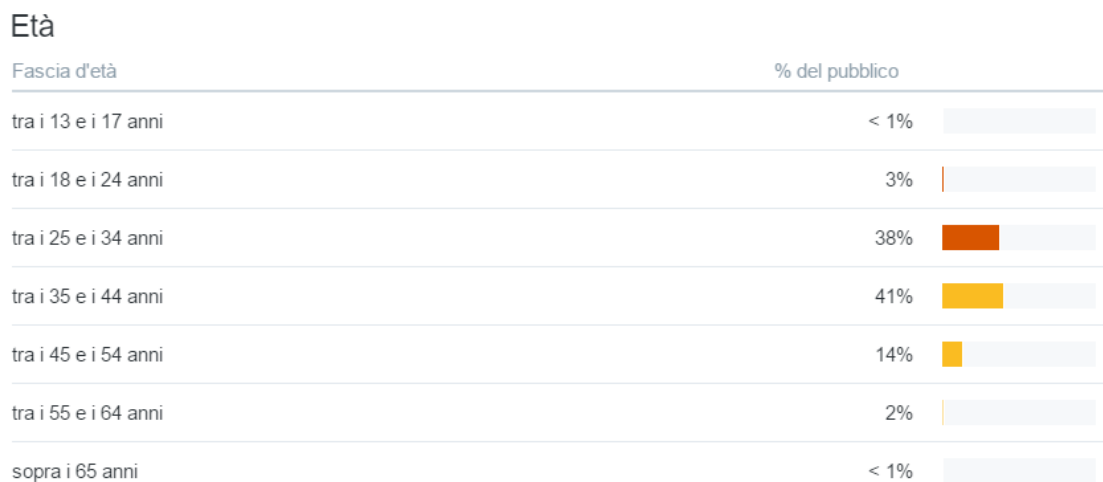 Età
Fascia d'età % del pubblico
tra i 13 e i 17 anni < 1%
tra i 18 e i 24 anni 3%
tra i 25 e i 34 anni 38%
tra i 35 e i 44 anni 41%
tra i 45 e i 54 anni 14%
tra i 55 e i 64 anni 2%
sopra i 65 anni < 1%